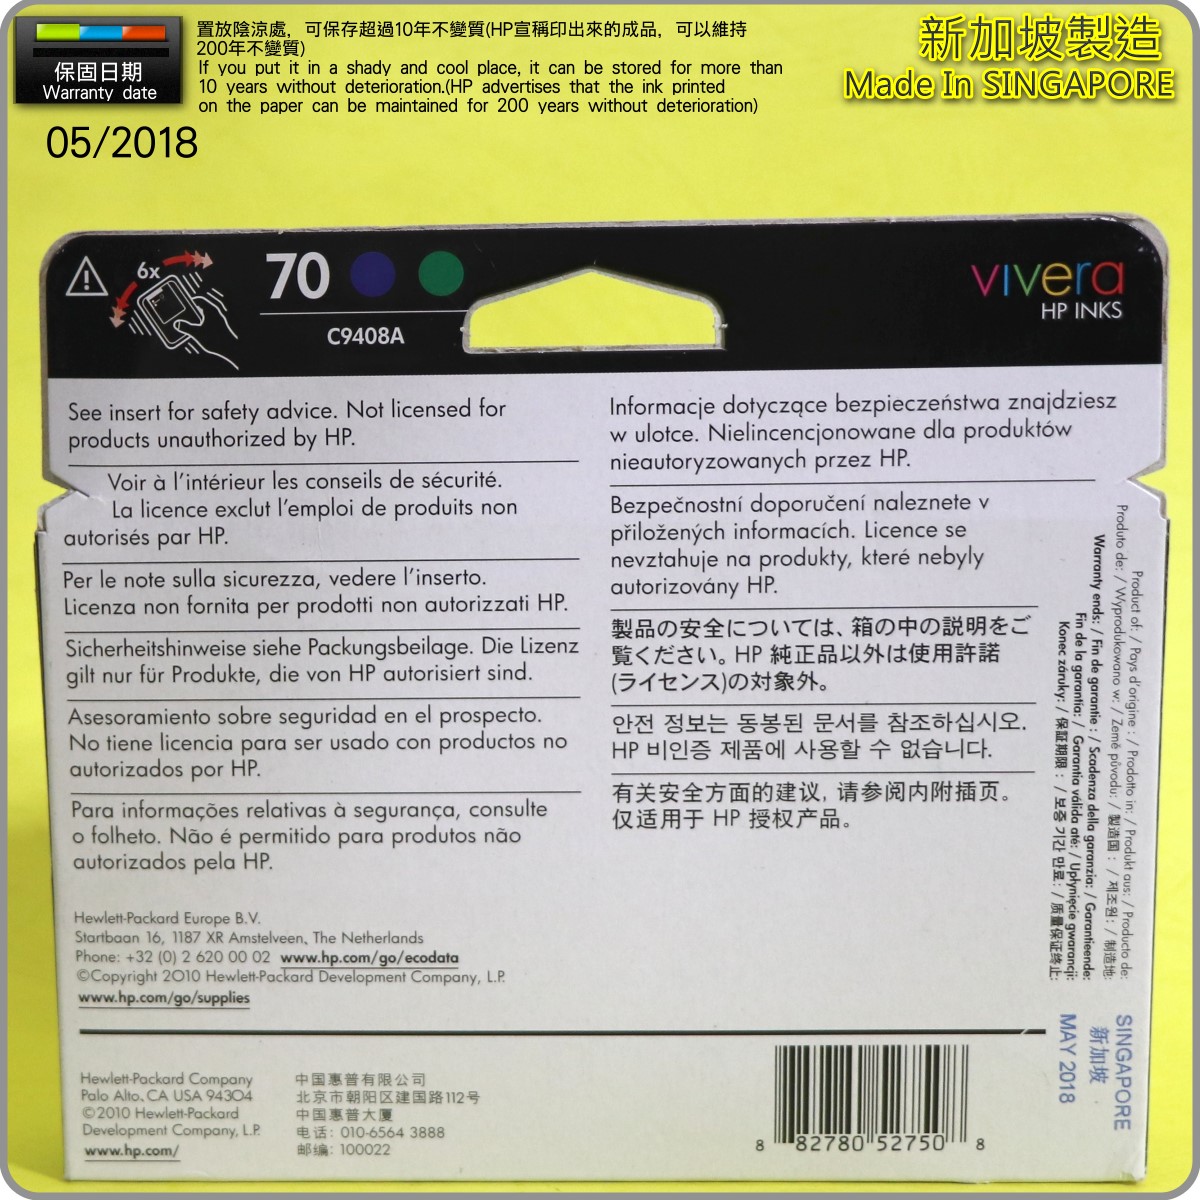 保固日期
Warranty date
置放陰涼處，可保存超過10年不變質(HP宣稱印出來的成品，可以維持
200年不變質)
If you put it in a shady and cool place, it can be stored for more than
10 years without deterioration.(HP advertises that the ink printed
on the paper can be maintained for 200 years without deterioration)
新加坡製造
Made In SINGAPORE
05/2018
6x
70
C9408A
vivera
HP INKS
See insert for safety advice. Not licensed for
products unauthorized by HP.
Voir à l'intérieur les conseils de sécurité.
La licence exclut l'emploi de produits non
autorisés par HP.
Per le note sulla sicurezza, vedere l'inserto.
Licenza non fornita per prodotti non autorizzati HP.
Sicherheitshinweise siehe Packungsbeilage. Die Lizenz
gilt nur für Produkte, die von HP autorisiert sind.
Asesoramiento sobre seguridad en el prospecto.
No tiene licencia para ser usado con productos no
autorizados por HP.
Para informações relativas à segurança, consulte
o folheto. Não é permitido para produtos não
autorizados pela HP.
Informacje dotyczące bezpieczeństwa znajdziesz
w ulotce. Nielincencjonowane dla produktów
nieautoryzowanych przez HP.
Bezpečnostní doporučení naleznete v
přiložených informacích. Licence se
nevztahuje na produkty, které nebyly
autorizovány HP.
製品の安全については、箱の中の説明をご
覧ください。HP 純正品以外は使用許諾
(ライセンス)の対象外。
안전 정보는 동봉된 문서를 참조하십시오.
HP 비인증 제품에 사용할 수 없습니다.
有关安全方面的建议, 请参阅内附插页。
仅适用于 HP 授权产品。
Product of: / Pays d'origine : / Prodotto in: / Produkt aus: / Producto de:
Produto de: / Wyprodukowano w: / Země původu: / 製造国 : / 제조원: / 制造地:
Warranty ends: / Fin de garantie : / Scadenza della garanzia: / Garantieende:
Fin de la garantía: / Garantia válida até: / Upłynięcie gwarancji:
Konec záruky: / 保証期限 : / 보증 기간 만료: / 质量保证终止:
SINGAPORE
新加坡
MAY 2018
Hewlett-Packard Europe B.V.
Startbaan 16, 1187 XR Amstelveen, The Netherlands
Phone: +32 (0) 2 620 00 02 www.hp.com/go/ecodata
©Copyright 2010 Hewlett-Packard Development Company, L.P.
www.hp.com/go/supplies
Hewlett-Packard Company
Palo Alto, CA USA 94304
©2010 Hewlett-Packard
Development Company, L.P.
www.hp.com/
中国惠普有限公司
北京市朝阳区建国路112号
中国惠普大厦
电话: 010-6564 3888
邮编: 100022
8 82780 52750 8